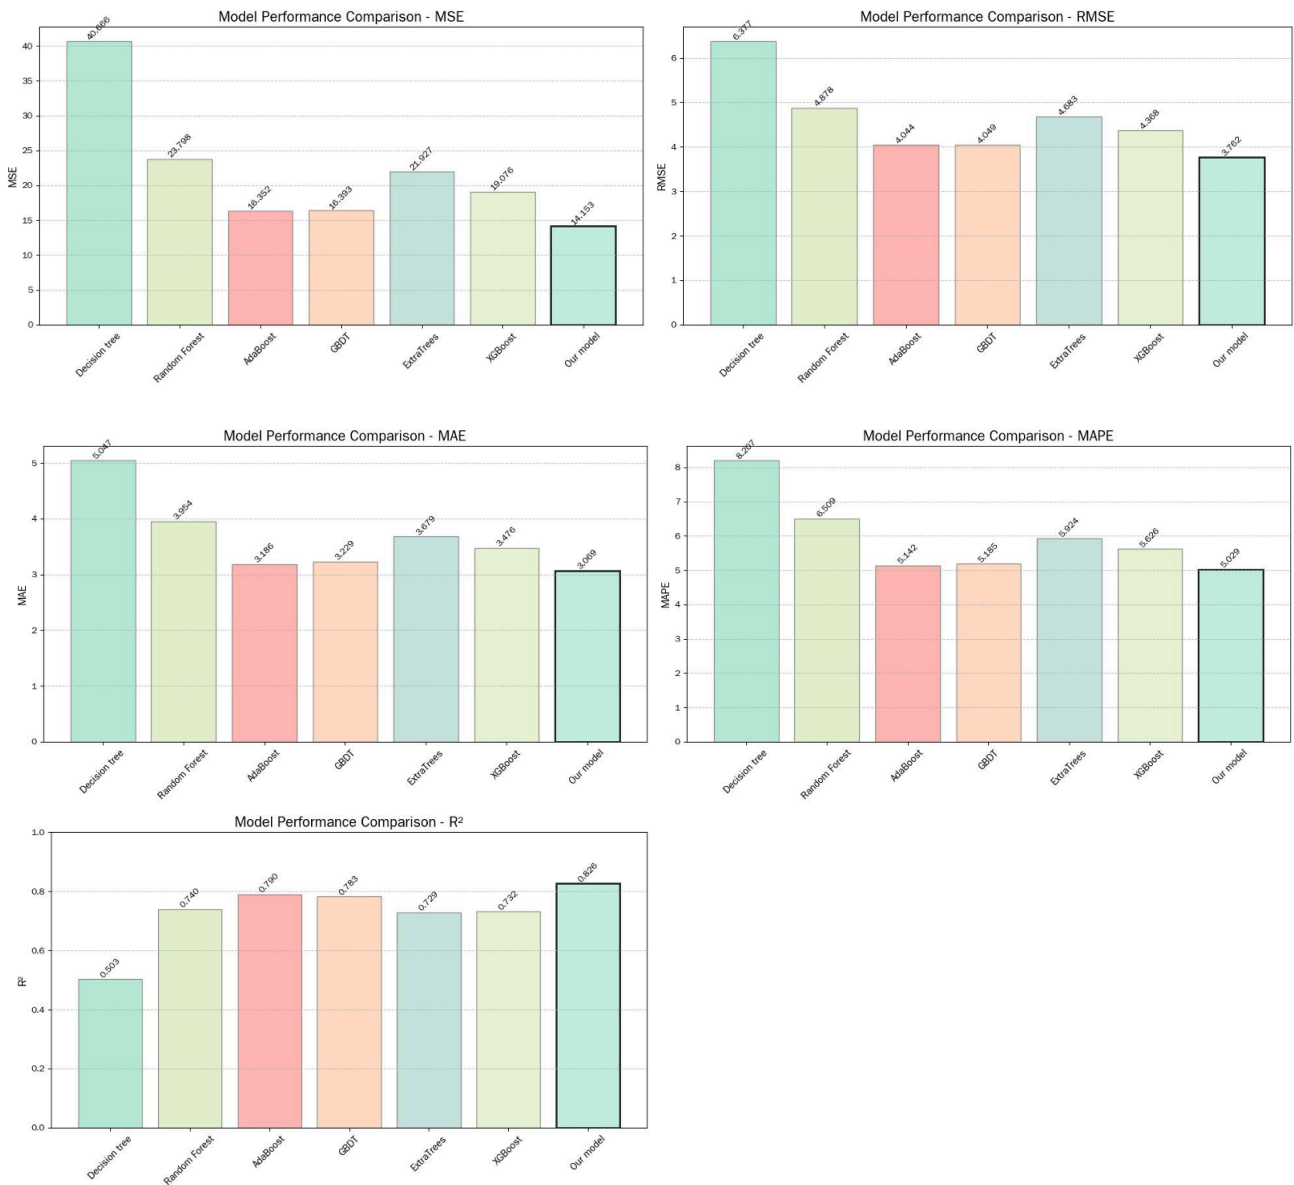 Model Performance Comparison - MSE
MSE
40
35
30
25
20
15
10
5
0
40.666
23.798
16.352
16.393
21.927
19.076
14.153
Decision tree
Random Forest
AdaBoost
GBDT
ExtraTrees
XGBoost
Our model
Model Performance Comparison - RMSE
RMSE
6
5
4
3
2
1
0
6.377
4.878
4.044
4.049
4.683
4.368
3.762
Decision tree
Random Forest
AdaBoost
GBDT
ExtraTrees
XGBoost
Our model
Model Performance Comparison - MAE
MAE
5
4
3
2
1
0
5.047
3.954
3.186
3.229
3.679
3.476
3.069
Decision tree
Random Forest
AdaBoost
GBDT
ExtraTrees
XGBoost
Our model
Model Performance Comparison - MAPE
MAPE
8
7
6
5
4
3
2
1
0
8.207
6.509
5.142
5.185
5.924
5.626
5.029
Decision tree
Random Forest
AdaBoost
GBDT
ExtraTrees
XGBoost
Our model
Model Performance Comparison - R²
R²
1.0
0.8
0.6
0.4
0.2
0.0
0.503
0.740
0.790
0.783
0.729
0.732
0.826
Decision tree
Random Forest
AdaBoost
GBDT
ExtraTrees
XGBoost
Our model